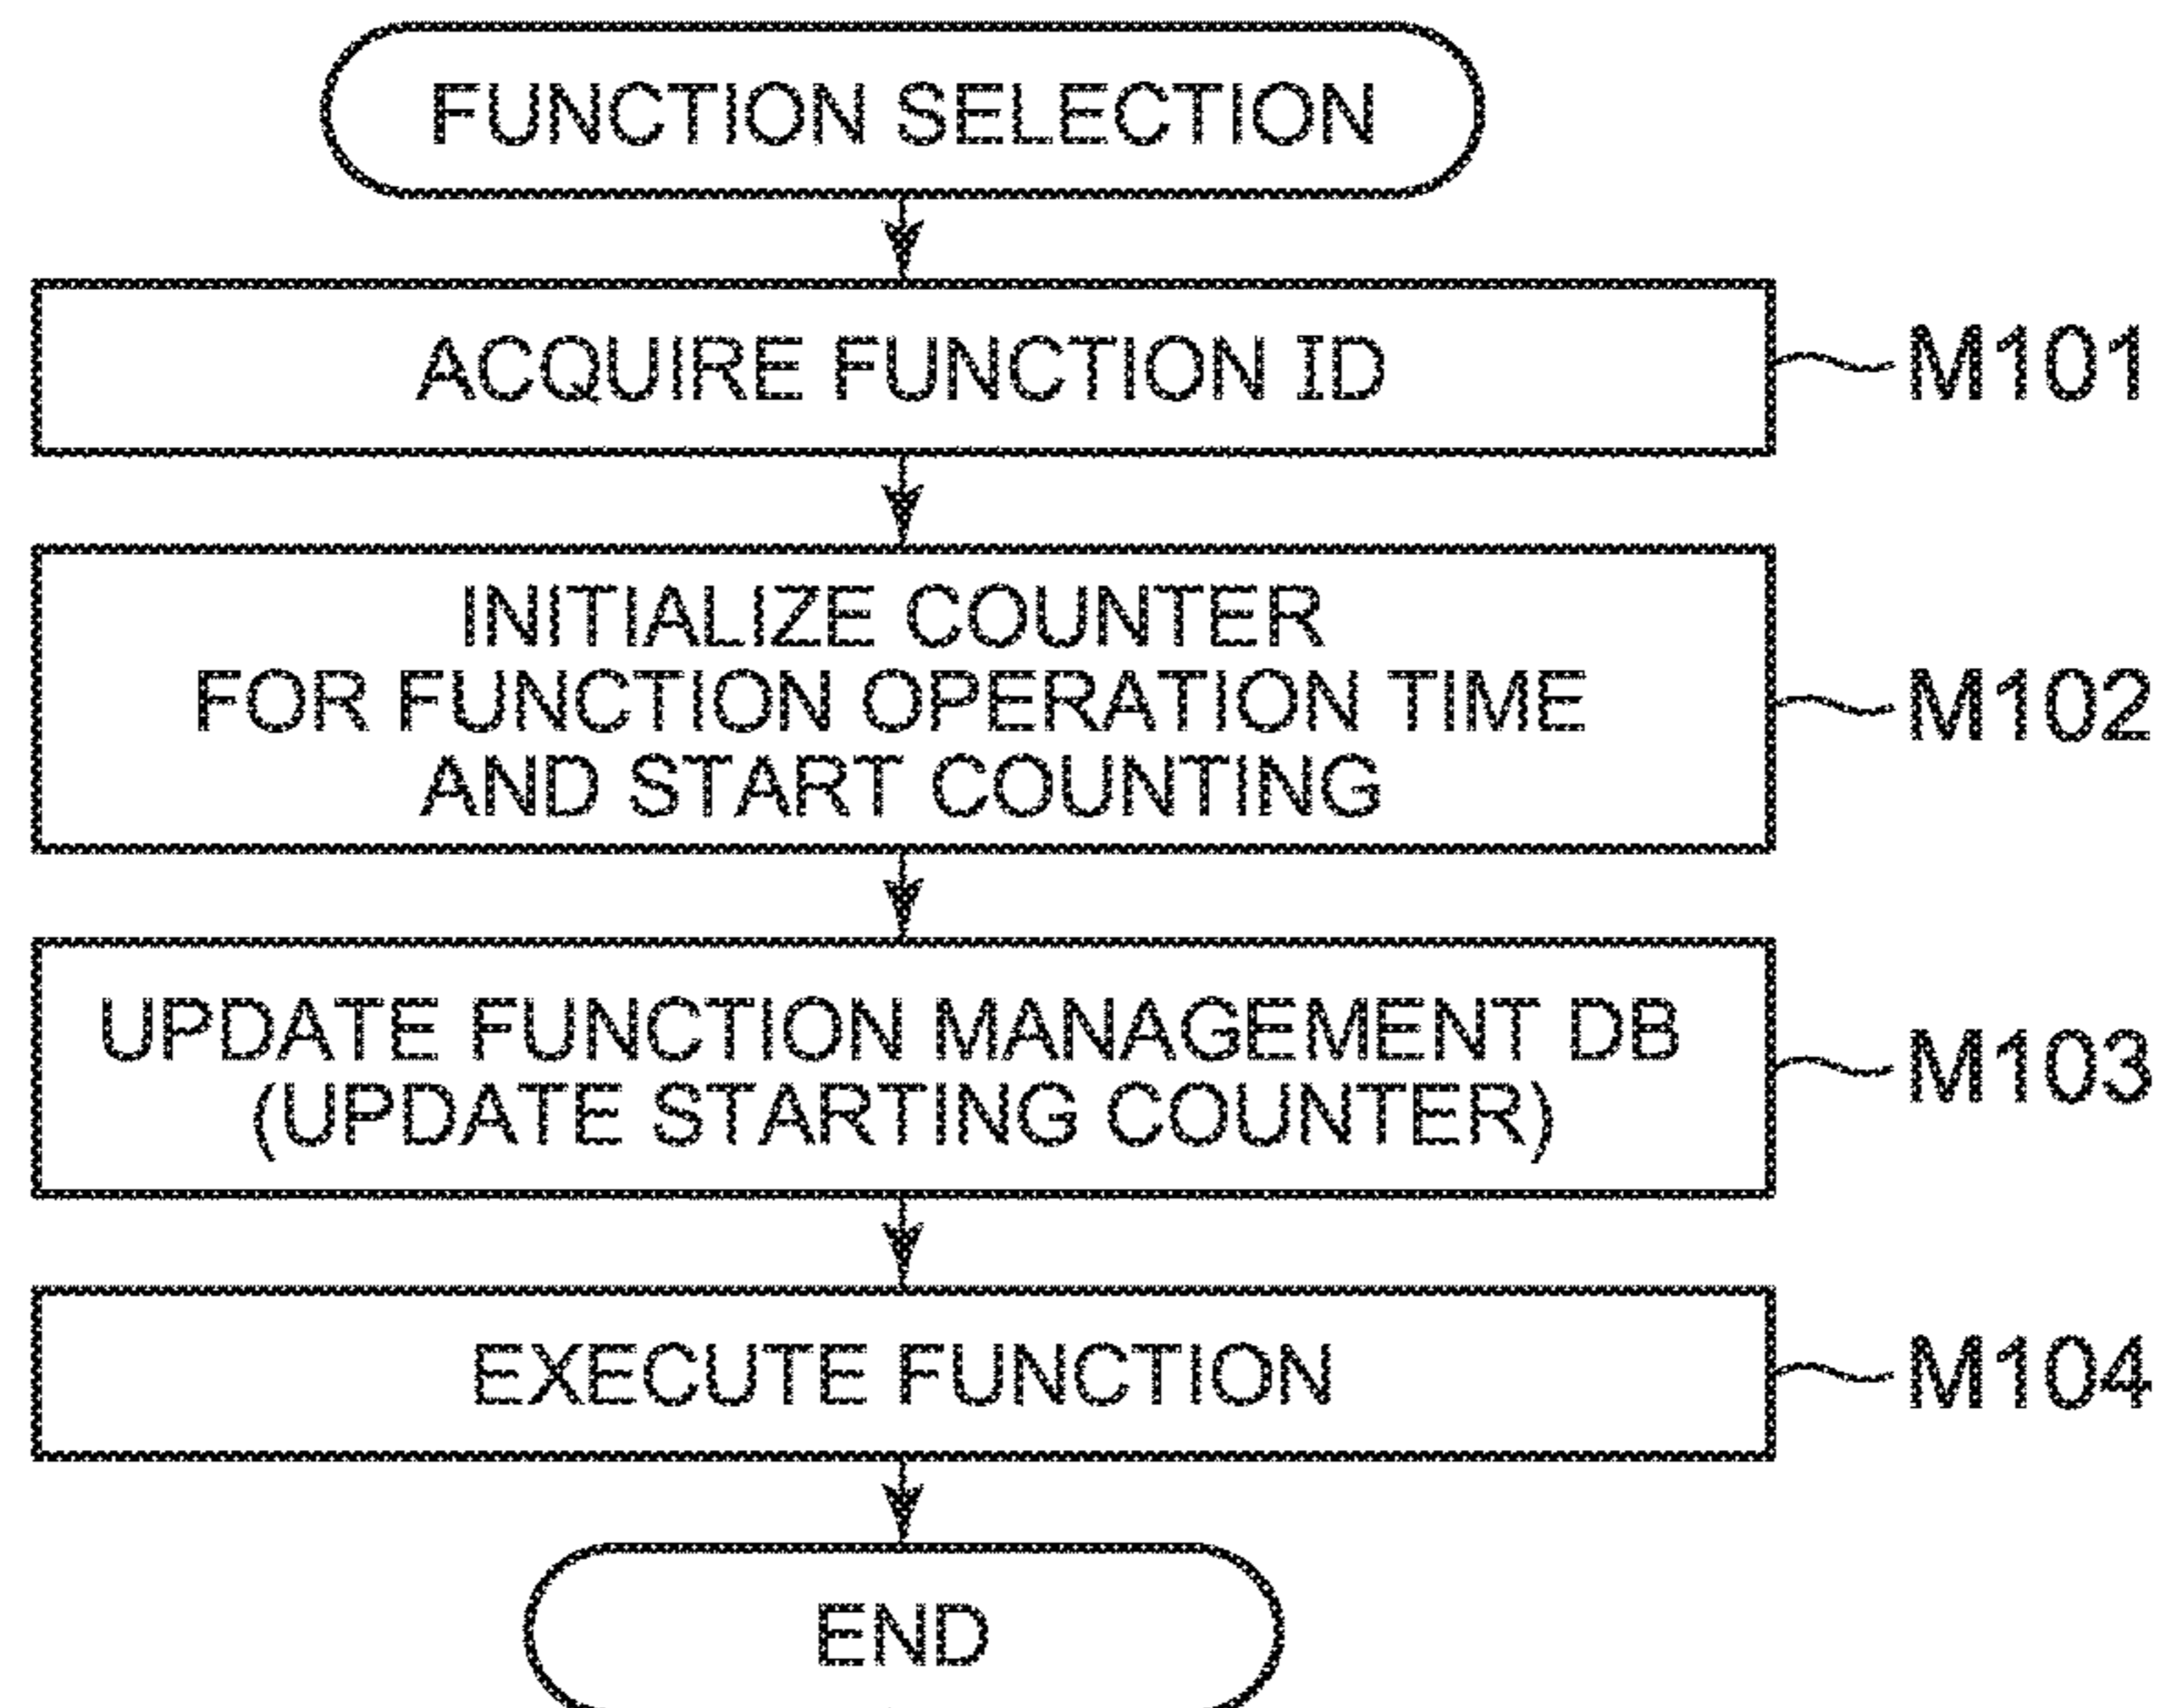 FUNCTION SELECTION
ACQUIRE FUNCTION ID
M101
INITIALIZE COUNTER
FOR FUNCTION OPERATION TIME
AND START COUNTING
M102
UPDATE FUNCTION MANAGEMENT DB
(UPDATE STARTING COUNTER)
M103
EXECUTE FUNCTION
M104
END